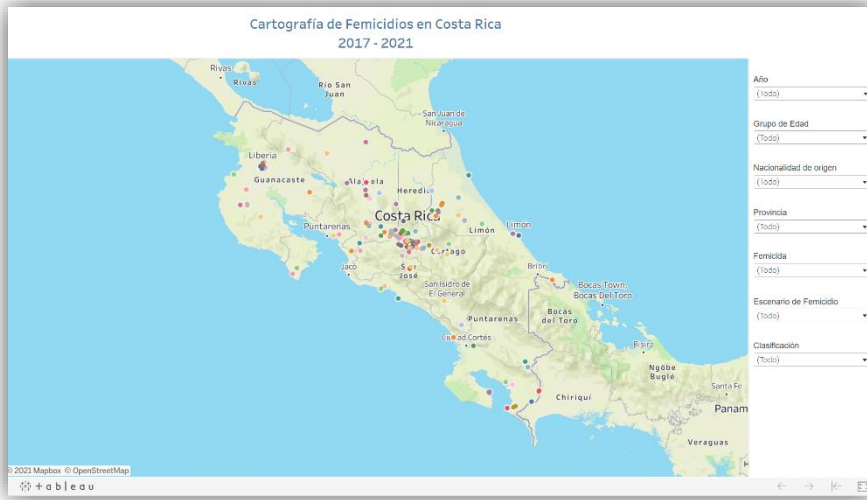 Cartografía de Femicidios en Costa Rica
2017 - 2021
Rivas
Rivas
Río San
Juan
San Juan de
Nicaragua
Liberia
Guanacaste
Alajuela
Heredia
Costa Rica
Puntarenas
Limón
Limón
Cartago
Jacó
San
José
San Isidro de
El General
Bribri
Bocas Town,
Bocas Del Toro
Puntarenas
Bocas
del Toro
Ciudad Cortés
Bisira
Ngöbe
Buglé
Santa Fe
Chiriquí
Panam
Veraguas
H
Año
(Todo)
Grupo de Edad
(Todo)
Nacionalidad de origen
(Todo)
Provincia
(Todo)
Femicida
(Todo)
Escenario de Femicidio
(Todo)
Clasificación
(Todo)
© 2021 Mapbox © OpenStreetMap
+ a b | e a u